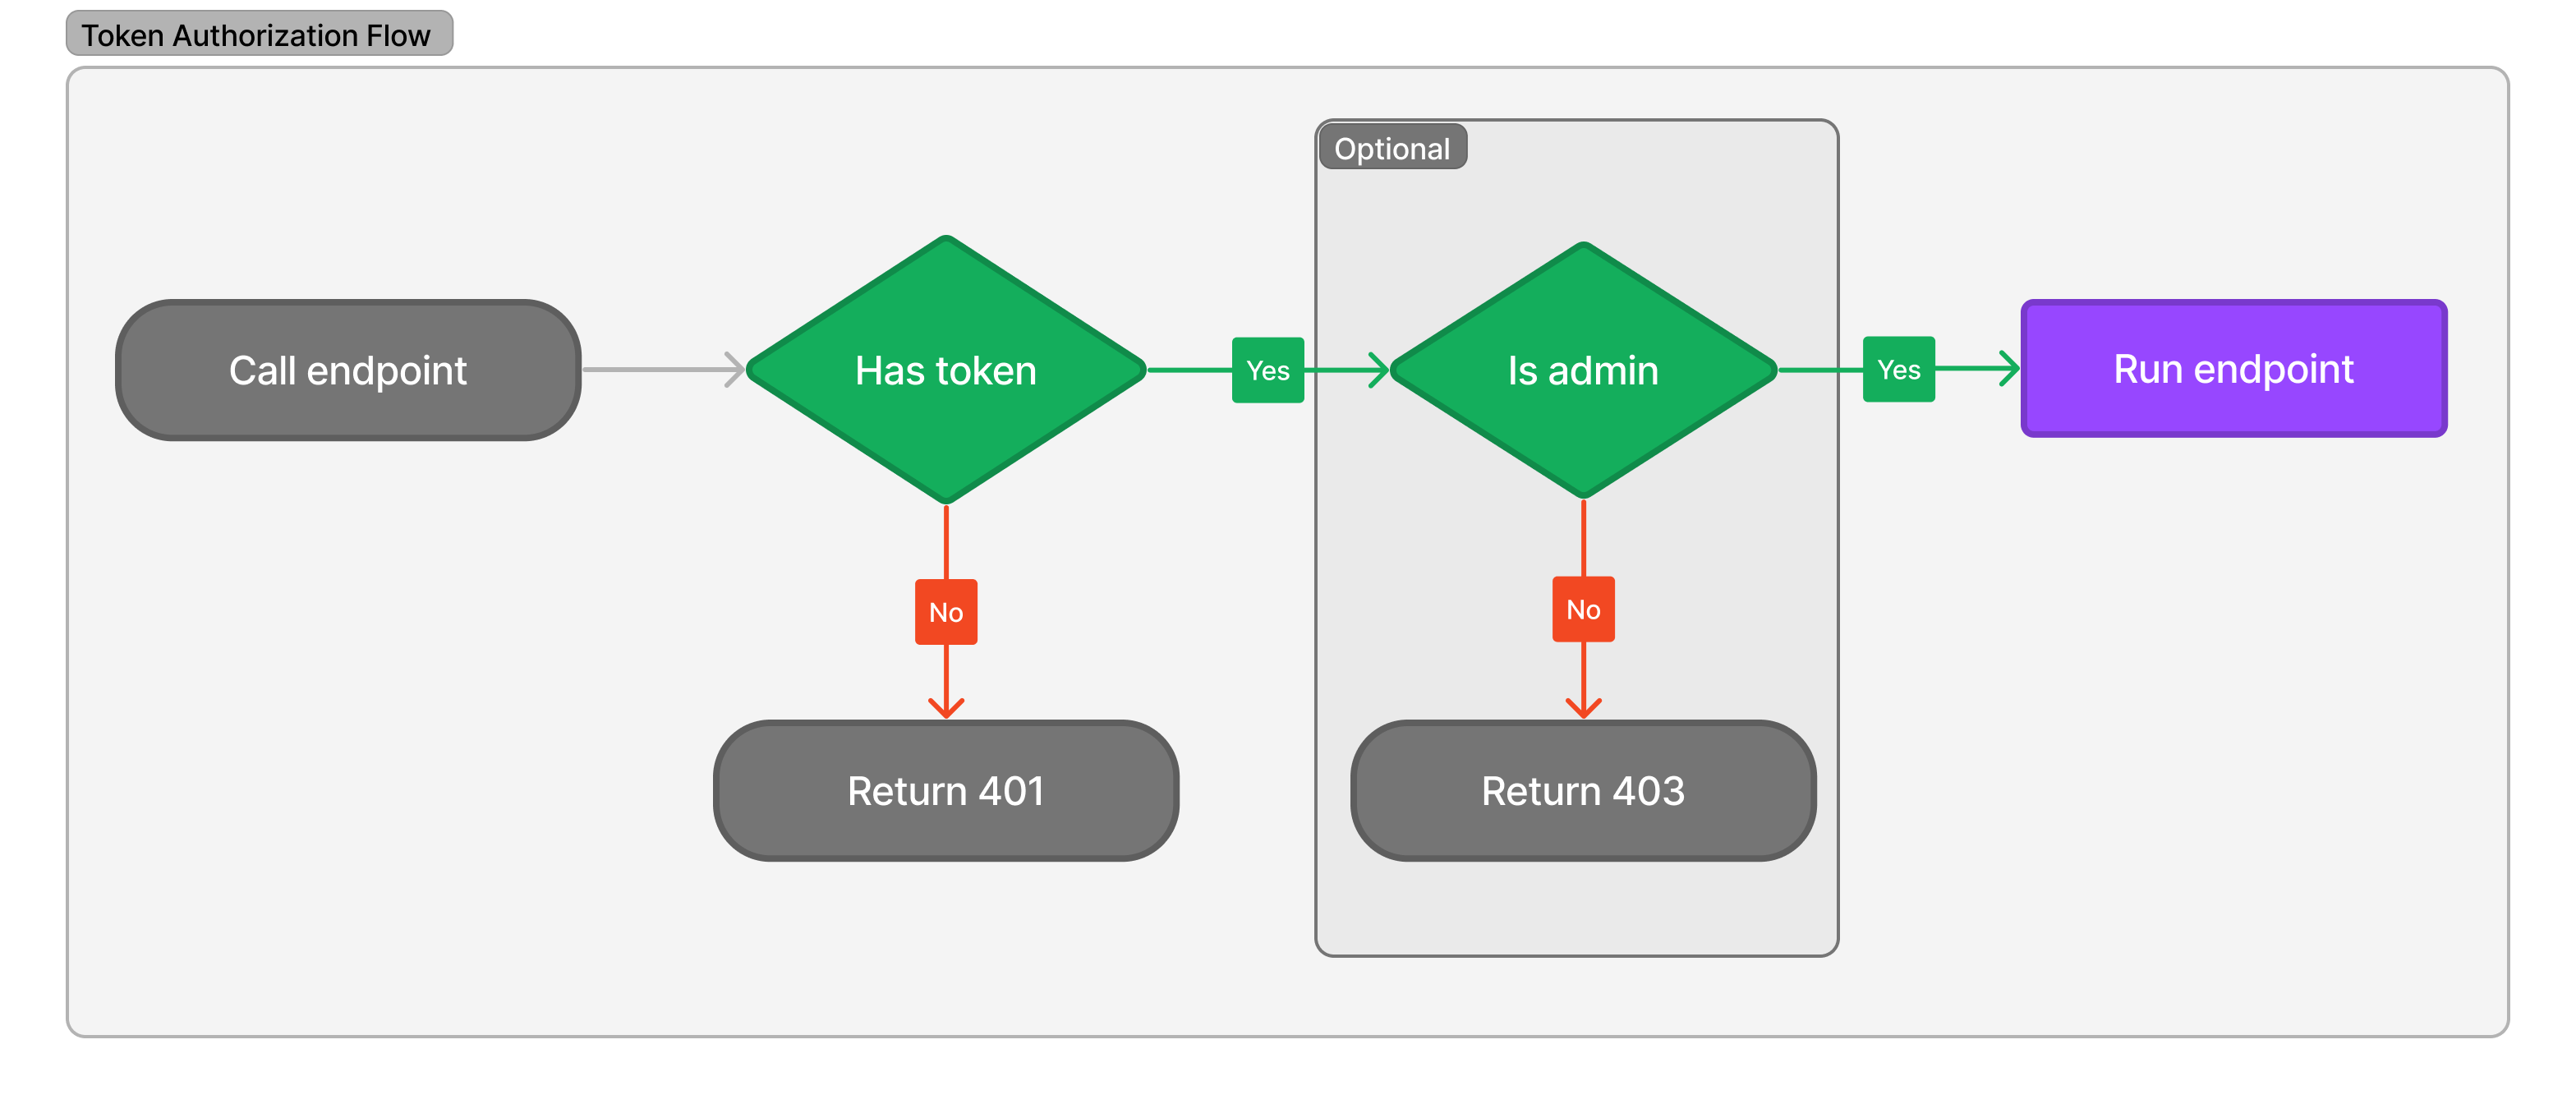 Token Authorization Flow
Optional
Call endpoint
Has token
Yes
Is admin
Yes
Run endpoint
No
No
Return 401
Return 403